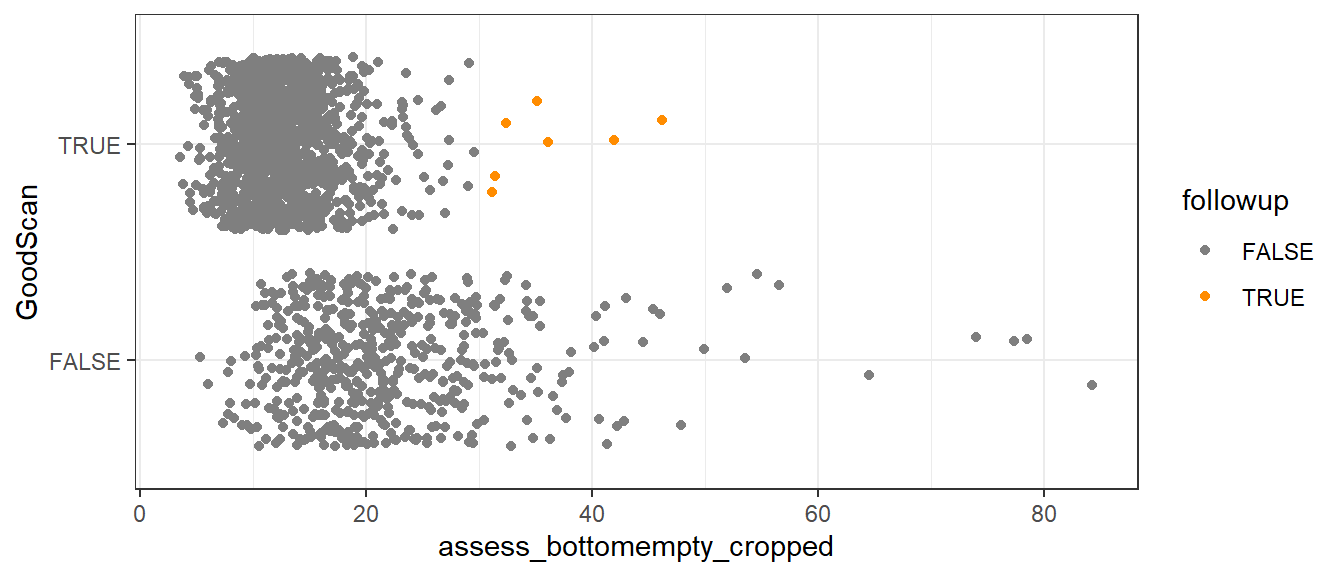 GoodScan
TRUE
FALSE
0 20 40 60 80
assess_bottomempty_cropped
followup
FALSE
TRUE